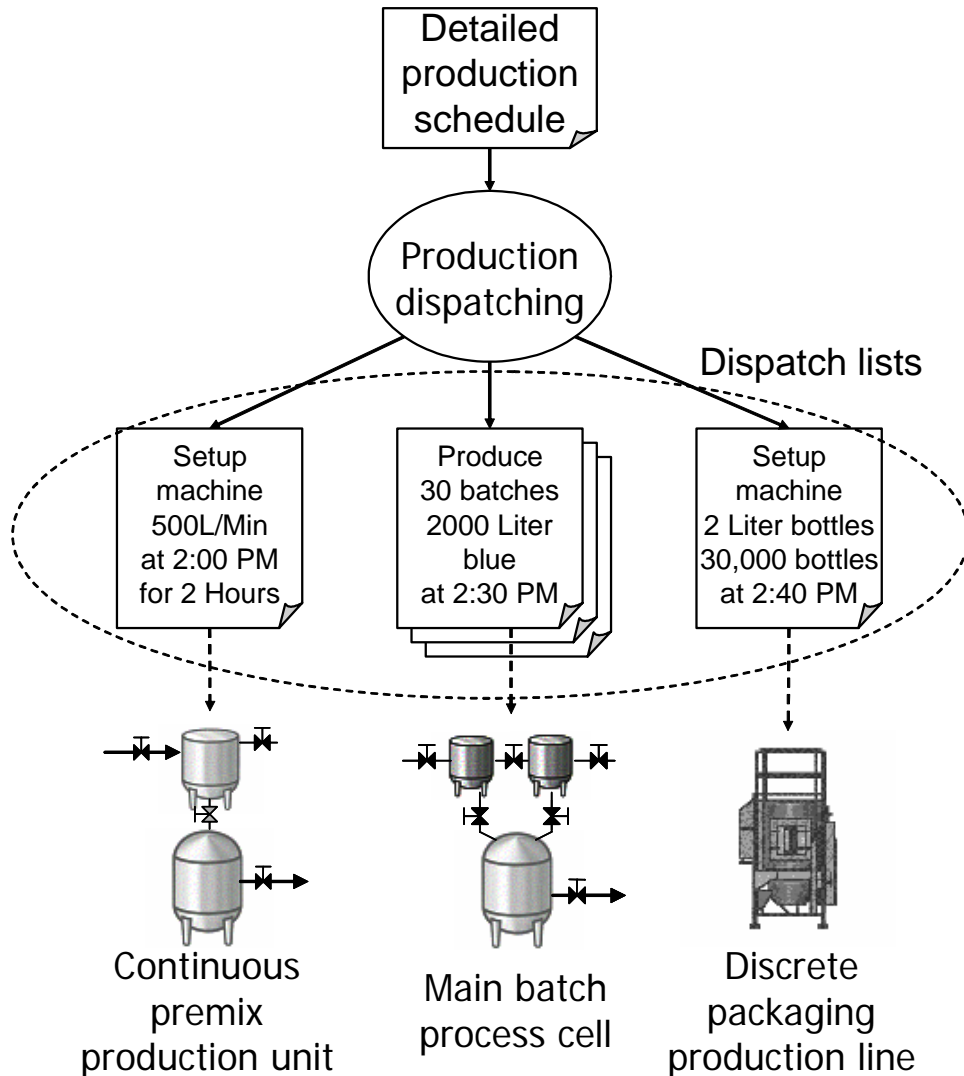 Detailed
production
schedule
Production
dispatching
Dispatch lists
Setup
machine
500L/Min
at 2:00 PM
for 2 Hours
Produce
30 batches
2000 Liter
blue
at 2:30 PM
Setup
machine
2 Liter bottles
30,000 bottles
at 2:40 PM
Continuous
premix
production unit
Main batch
process cell
Discrete
packaging
production line